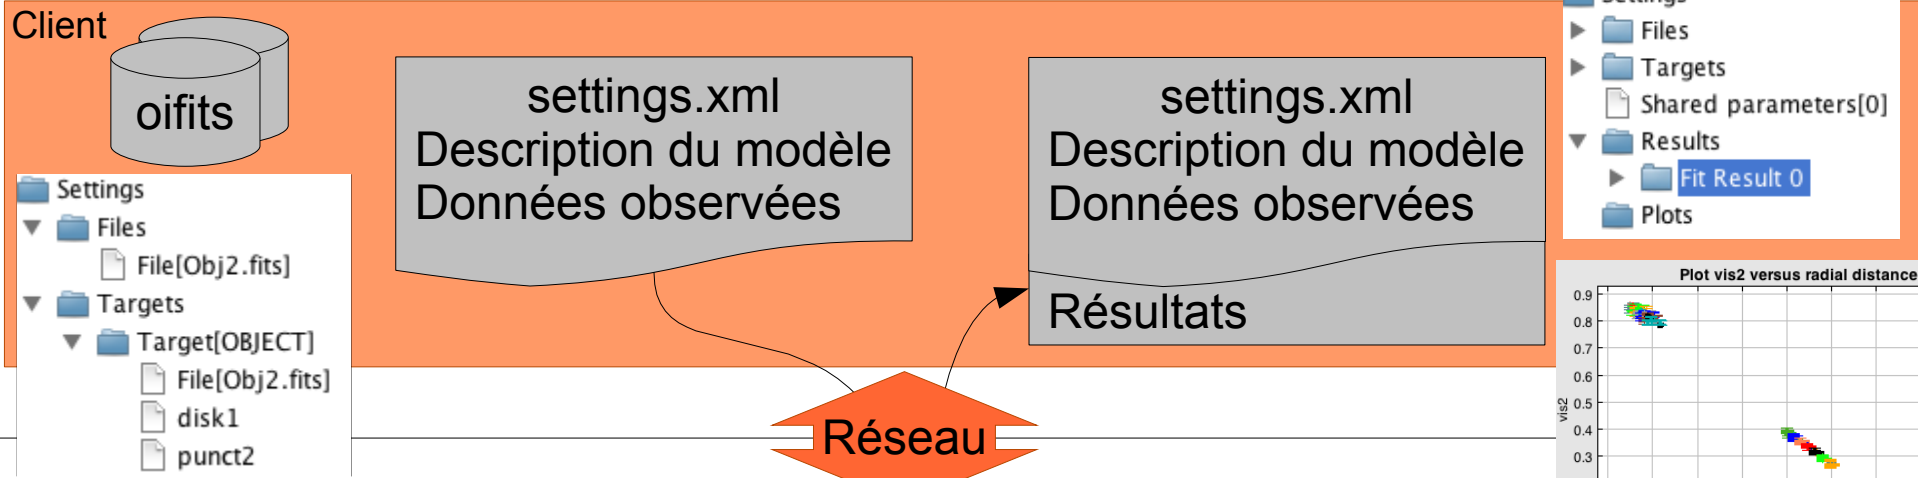 Client
oifits
Settings
Files
File[Obj2.fits]
Targets
Target[OBJECT]
File[Obj2.fits]
disk1
punct2
settings.xml
Description du modèle
Données observées
settings.xml
Description du modèle
Données observées
Résultats
Réseau
Settings
Files
Targets
Shared parameters[0]
Results
Fit Result 0
Plots
Plot vis2 versus radial distance
0.9
0.8
0.7
0.6
0.5
0.4
0.3
vis2